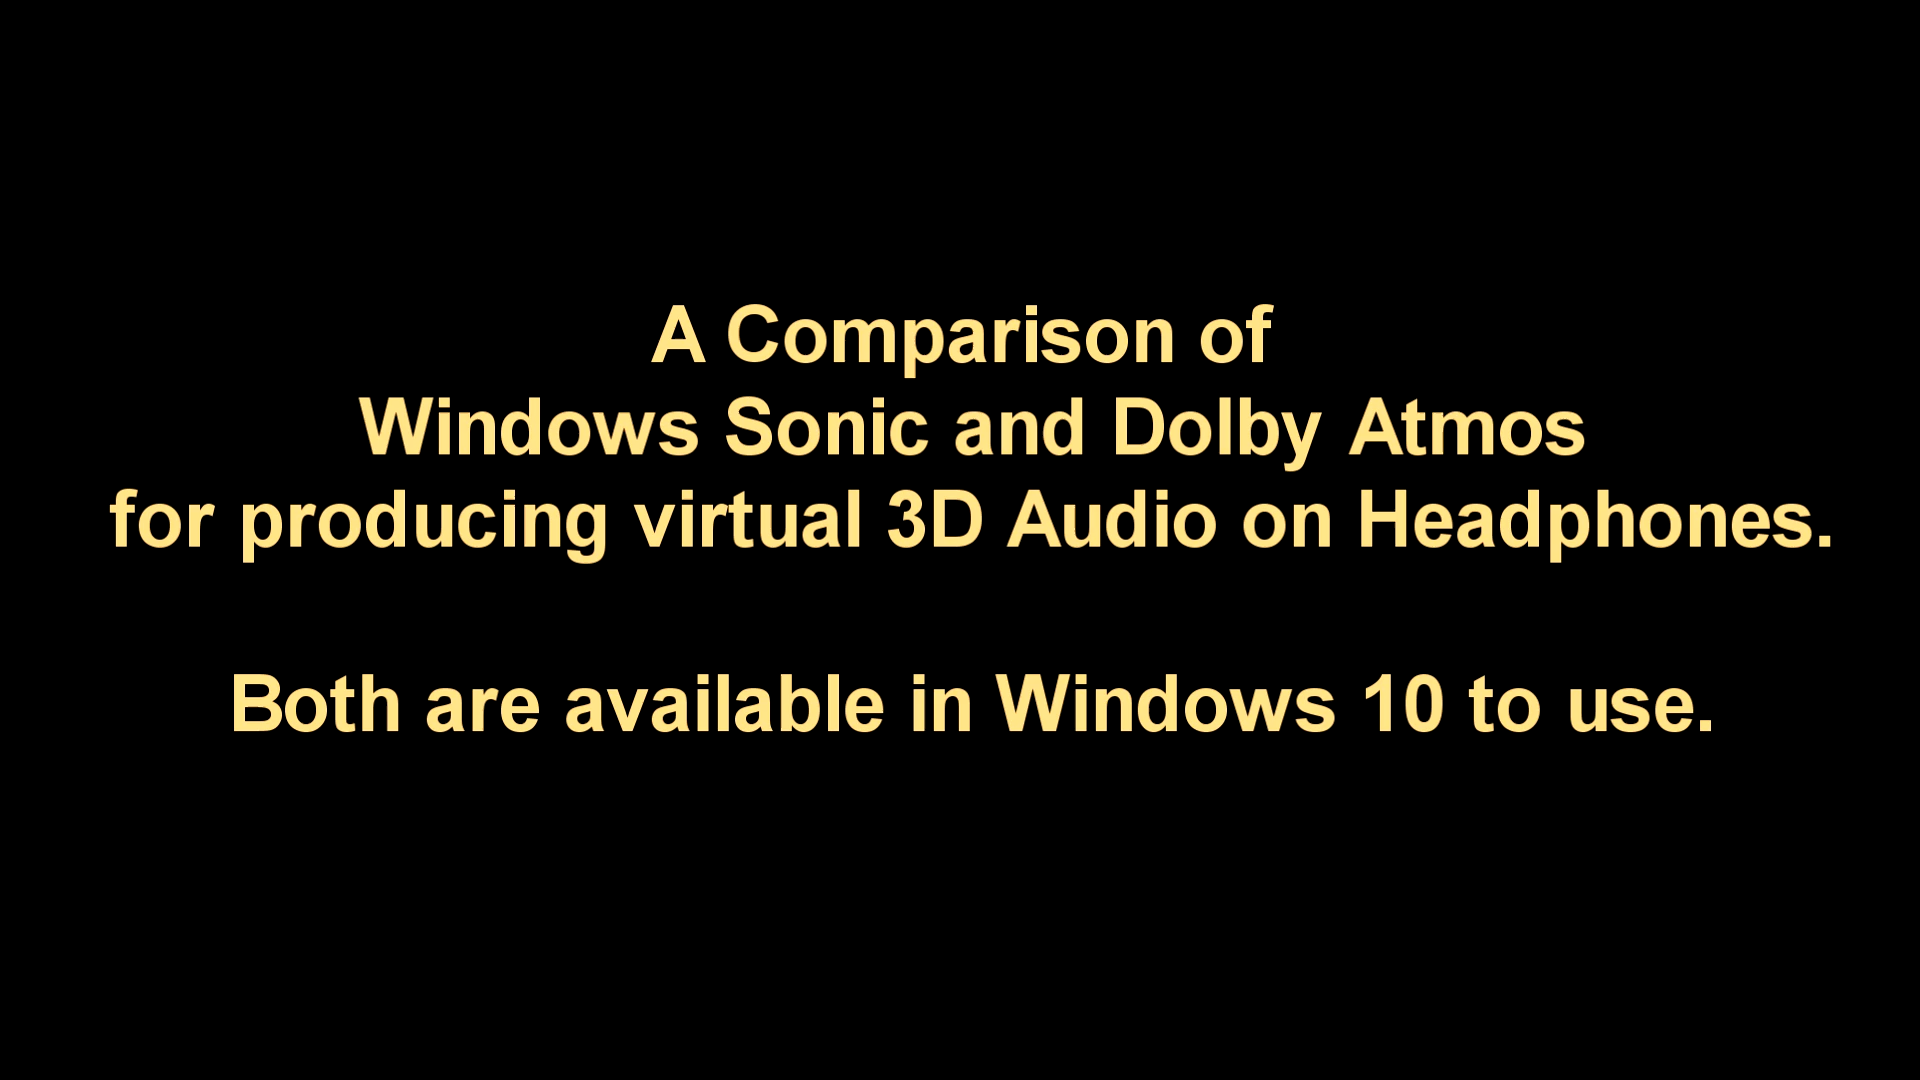 A Comparison of
Windows Sonic and Dolby Atmos
for producing virtual 3D Audio on Headphones.
Both are available in Windows 10 to use.